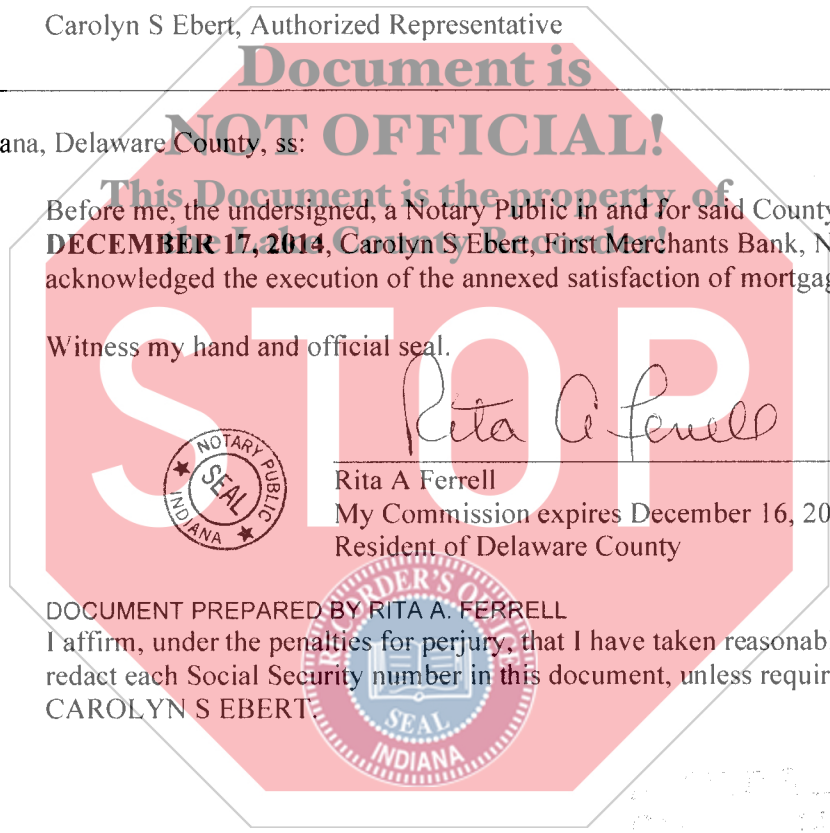 Carolyn S Ebert, Authorized Representative
Document is
NOT OFFICIAL!
ana, Delaware County, ss:
This Document is the property of
the Lake County Recorder!
Before me, the undersigned, a Notary Public in and for said County
DECEMBER 17, 2014, Carolyn S Ebert, First Merchants Bank, N
acknowledged the execution of the annexed satisfaction of mortgag
STOP
Witness my hand and official seal.
Rita A Ferrell
NOTARY PUBLIC
SEAL
INDIANA
Rita A Ferrell
My Commission expires December 16, 20
Resident of Delaware County
RECORDER'S OFFICE
SEAL
INDIANA
DOCUMENT PREPARED BY RITA A. FERRELL
I affirm, under the penalties for perjury, that I have taken reasonab
redact each Social Security number in this document, unless requir
CAROLYN S EBERT.